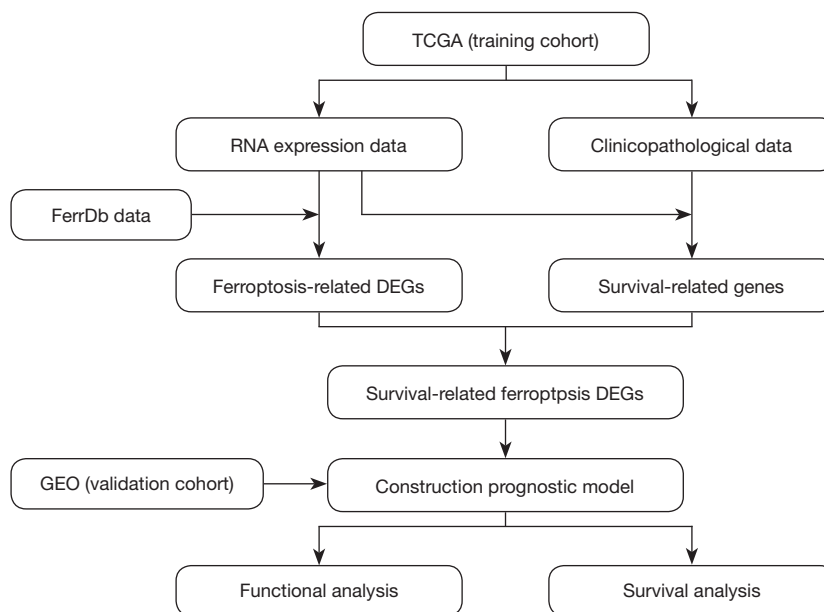 TCGA (training cohort)
RNA expression data
Clinicopathological data
FerrDb data
Ferroptosis-related DEGs
Survival-related genes
Survival-related ferroptpsis DEGs
GEO (validation cohort)
Construction prognostic model
Functional analysis
Survival analysis